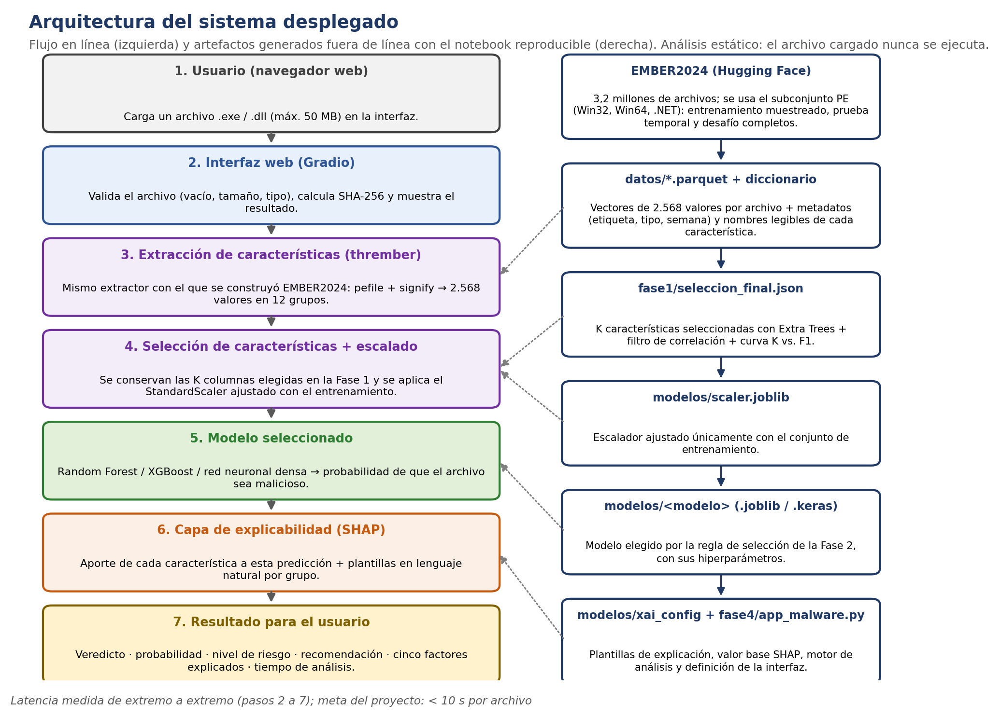 Arquitectura del sistema desplegado
Flujo en línea (izquierda) y artefactos generados fuera de línea con el notebook reproducible (derecha). Análisis estático: el archivo cargado nunca se ejecuta.
1. Usuario (navegador web)
Carga un archivo .exe / .dll (máx. 50 MB) en la interfaz.
2. Interfaz web (Gradio)
Valida el archivo (vacío, tamaño, tipo), calcula SHA-256 y muestra el
resultado.
3. Extracción de características (thrember)
Mismo extractor con el que se construyó EMBER2024: pefile + signify → 2.568
valores en 12 grupos.
4. Selección de características + escalado
Se conservan las K columnas elegidas en la Fase 1 y se aplica el
StandardScaler ajustado con el entrenamiento.
5. Modelo seleccionado
Random Forest / XGBoost / red neuronal densa → probabilidad de que el archivo
sea malicioso.
6. Capa de explicabilidad (SHAP)
Aporte de cada característica a esta predicción + plantillas en lenguaje
natural por grupo.
7. Resultado para el usuario
Veredicto · probabilidad · nivel de riesgo · recomendación · cinco factores
explicados · tiempo de análisis.
EMBER2024 (Hugging Face)
3,2 millones de archivos; se usa el subconjunto PE
(Win32, Win64, .NET): entrenamiento muestreado, prueba
temporal y desafío completos.
datos/*.parquet + diccionario
Vectores de 2.568 valores por archivo + metadatos
(etiqueta, tipo, semana) y nombres legibles de cada
característica.
fase1/seleccion_final.json
K características seleccionadas con Extra Trees +
filtro de correlación + curva K vs. F1.
modelos/scaler.joblib
Escalador ajustado únicamente con el conjunto de
entrenamiento.
modelos/<modelo> (.joblib / .keras)
Modelo elegido por la regla de selección de la Fase 2,
con sus hiperparámetros.
modelos/xai_config + fase4/app_malware.py
Plantillas de explicación, valor base SHAP, motor de
análisis y definición de la interfaz.
Latencia medida de extremo a extremo (pasos 2 a 7); meta del proyecto: < 10 s por archivo